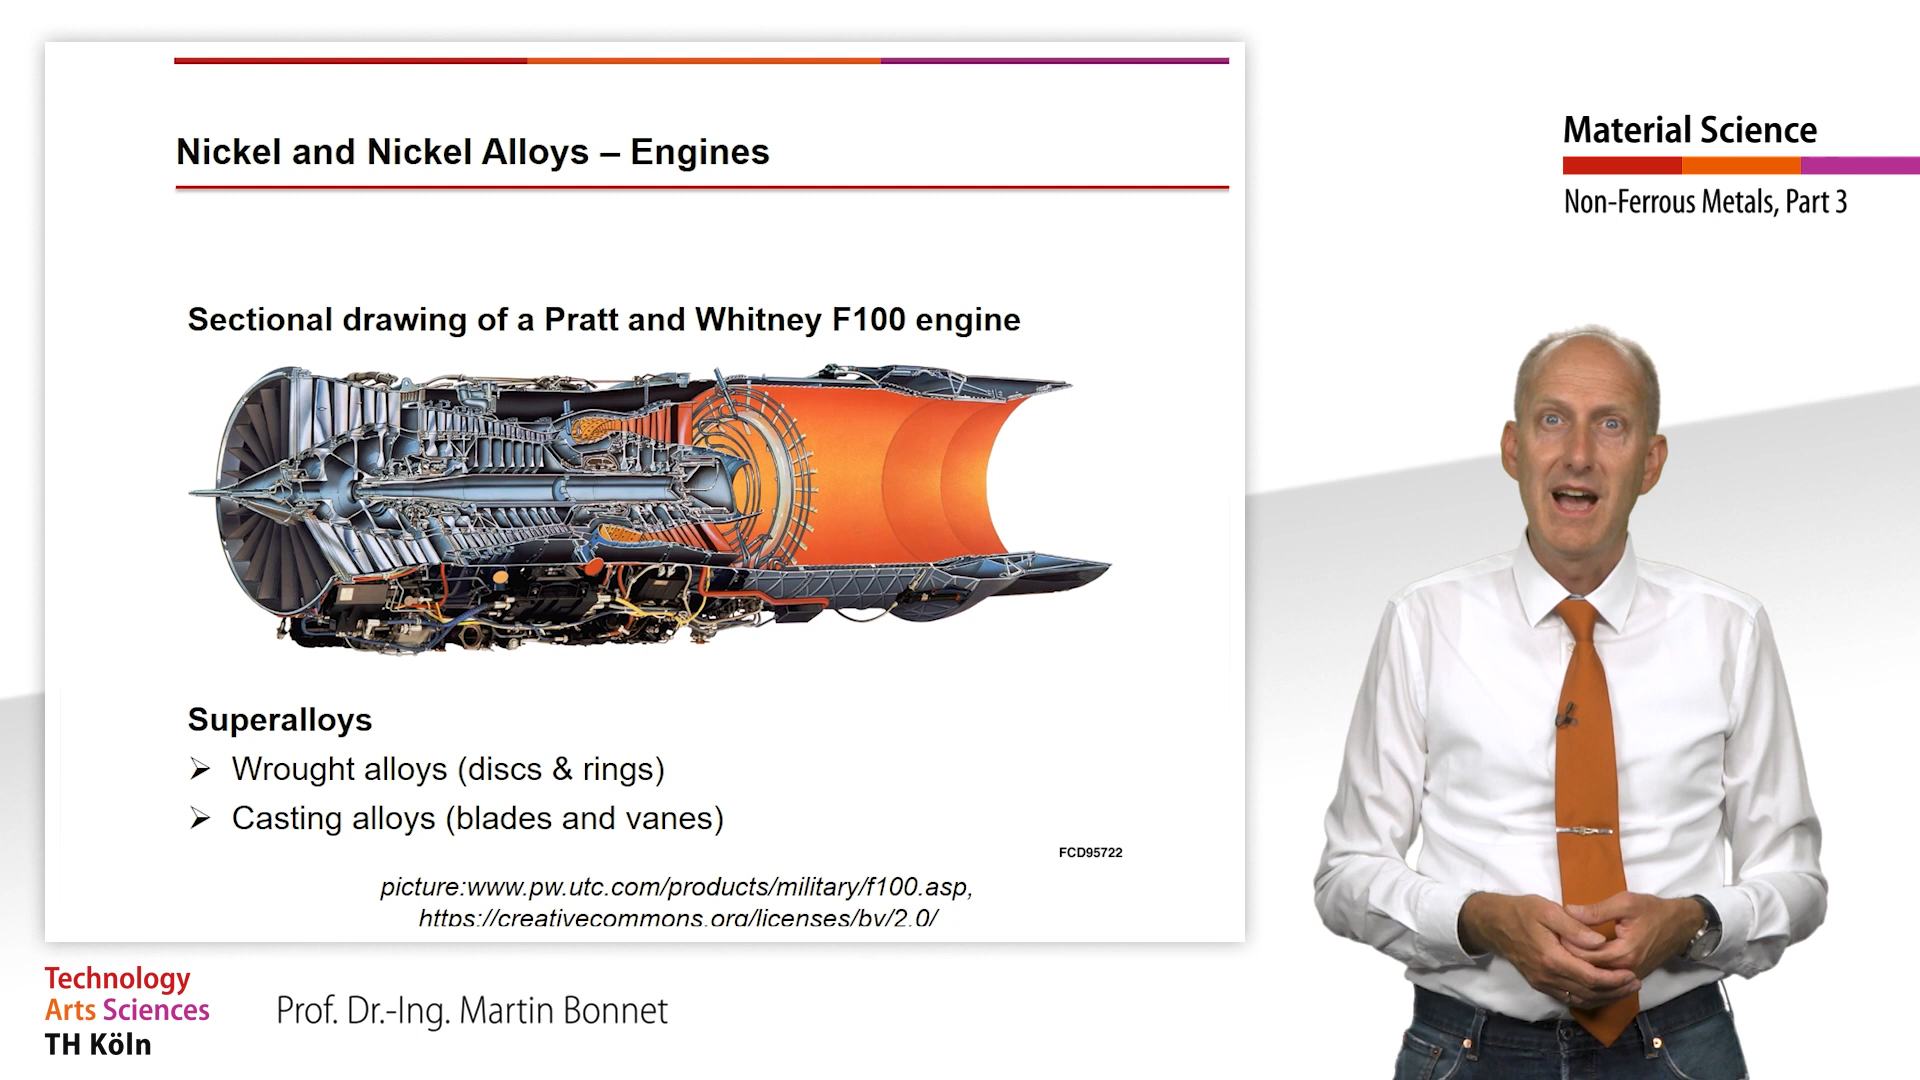 Nickel and Nickel Alloys – Engines
Sectional drawing of a Pratt and Whitney F100 engine
Superalloys
➢ Wrought alloys (discs & rings)
➢ Casting alloys (blades and vanes)
FCD95722
picture:www.pw.utc.com/products/military/f100.asp,
https://creativecommons.org/licenses/by/2.0/
Material Science
Non-Ferrous Metals, Part 3
Technology
Arts Sciences
TH Köln
Prof. Dr.-Ing. Martin Bonnet